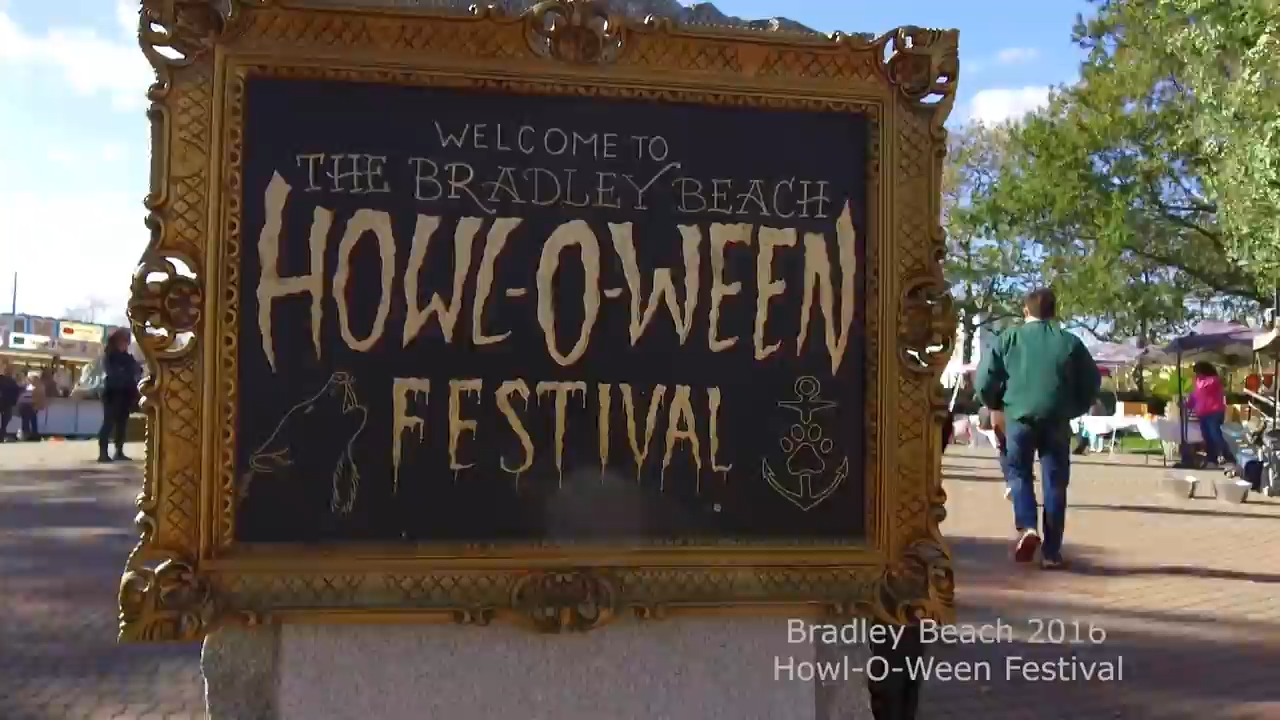 WELCOME TO
THE BRADLEY BEACH
HOWL-O-WEEN
FESTIVAL
Bradley Beach 2016
Howl-O-Ween Festival